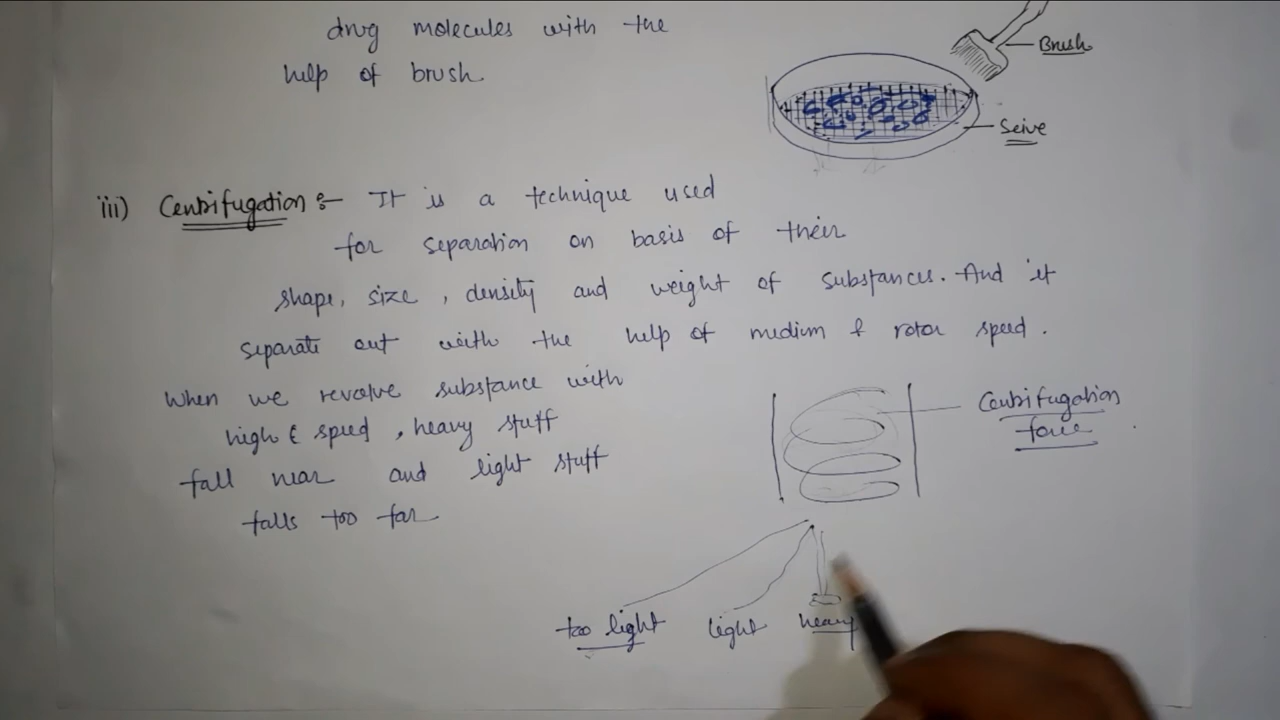 drug molecules with the
help of brush
Brush
Seive
iii) Centrifugation :- It is a technique used
for separation on basis of their
shape, size, density and weight of substances. And it
separate out with the help of medium & rotor speed.
When we revolve substance with
high speed, heavy stuff
fall near and light stuff
falls too far
Centrifugation
force
too light light heavy